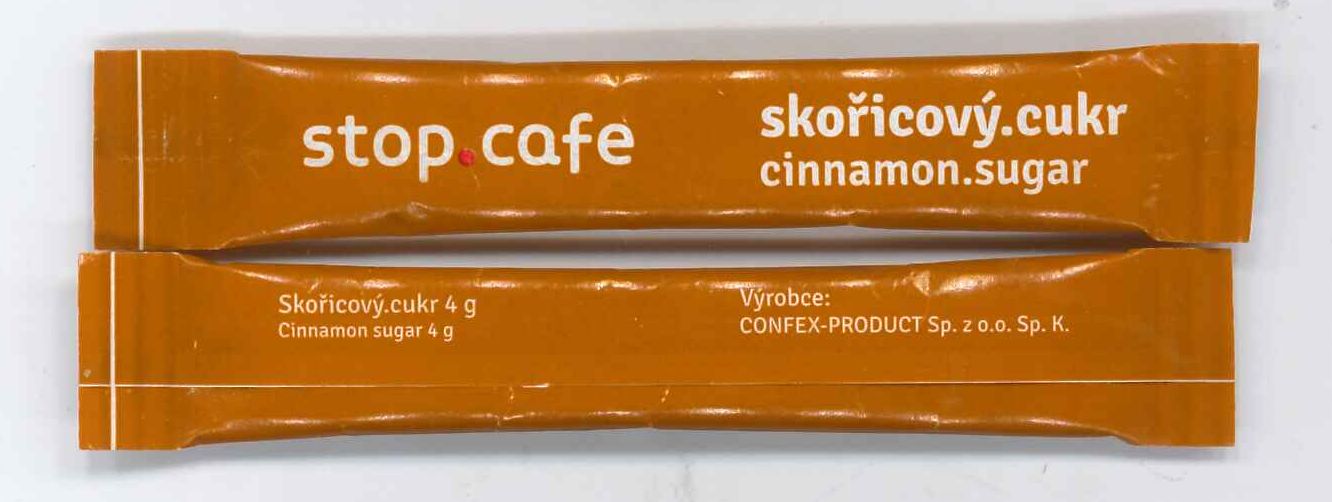 stop.cafe
skořicový.cukr
cinnamon.sugar
Skořicový.cukr 4 g
Cinnamon sugar 4 g
Výrobce:
CONFEX-PRODUCT Sp. z o.o. Sp. K.